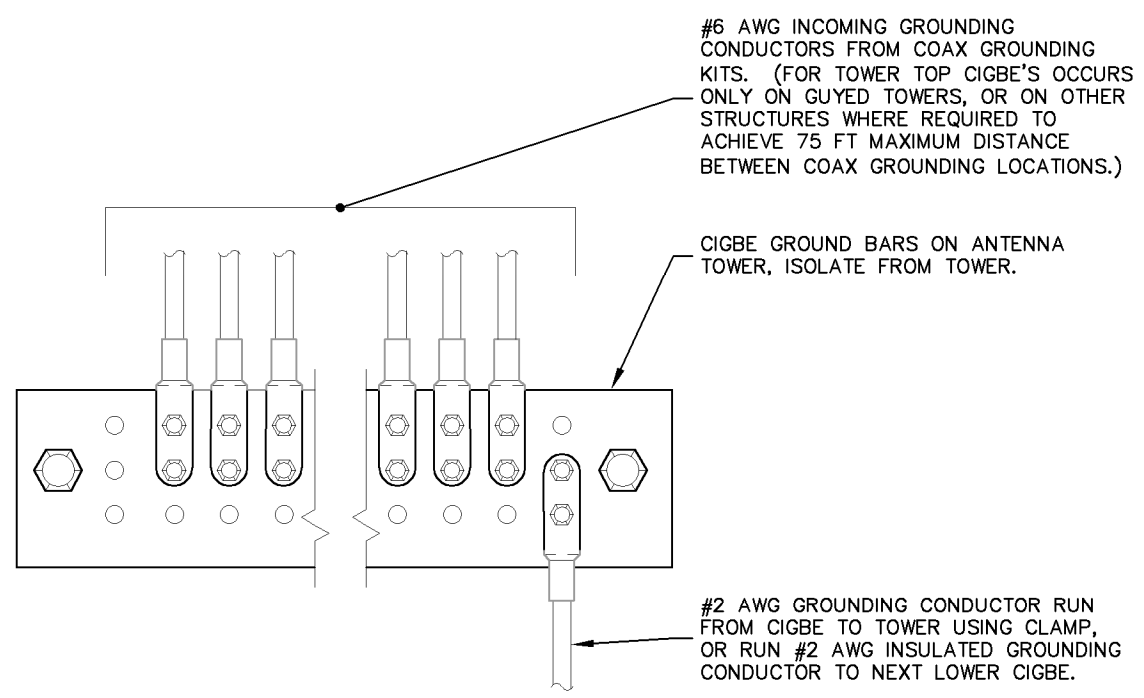 #6 AWG INCOMING GROUNDING
CONDUCTORS FROM COAX GROUNDING
KITS. (FOR TOWER TOP CIGBE'S OCCURS
ONLY ON GUYED TOWERS, OR ON OTHER
STRUCTURES WHERE REQUIRED TO
ACHIEVE 75 FT MAXIMUM DISTANCE
BETWEEN COAX GROUNDING LOCATIONS.)
CIGBE GROUND BARS ON ANTENNA
TOWER, ISOLATE FROM TOWER.
#2 AWG GROUNDING CONDUCTOR RUN
FROM CIGBE TO TOWER USING CLAMP,
OR RUN #2 AWG INSULATED GROUNDING
CONDUCTOR TO NEXT LOWER CIGBE.